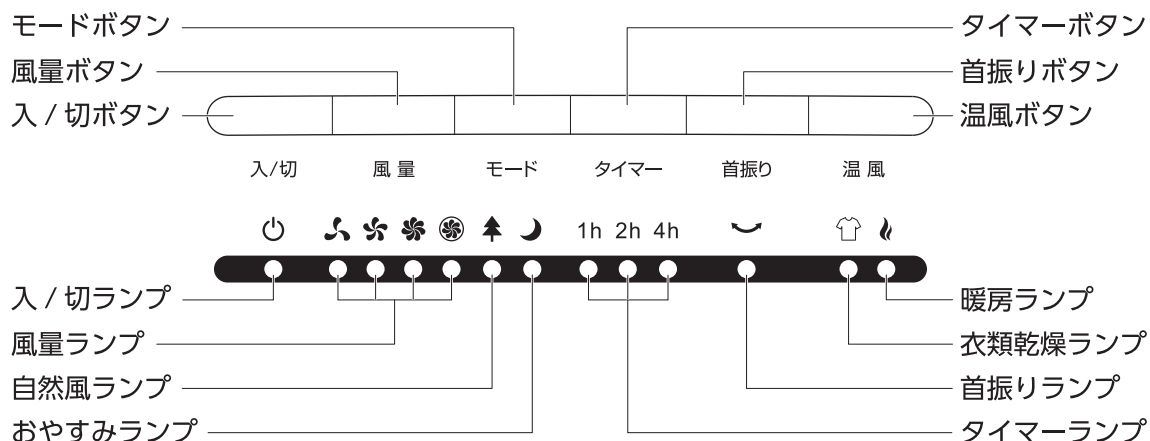 モードボタン
タイマーボタン
風量ボタン
首振りボタン
入 / 切ボタン
温風ボタン
入/切 風 量 モード タイマー 首振り 温 風
1h 2h 4h
入 / 切ランプ
暖房ランプ
風量ランプ
衣類乾燥ランプ
自然風ランプ
首振りランプ
おやすみランプ
タイマーランプ